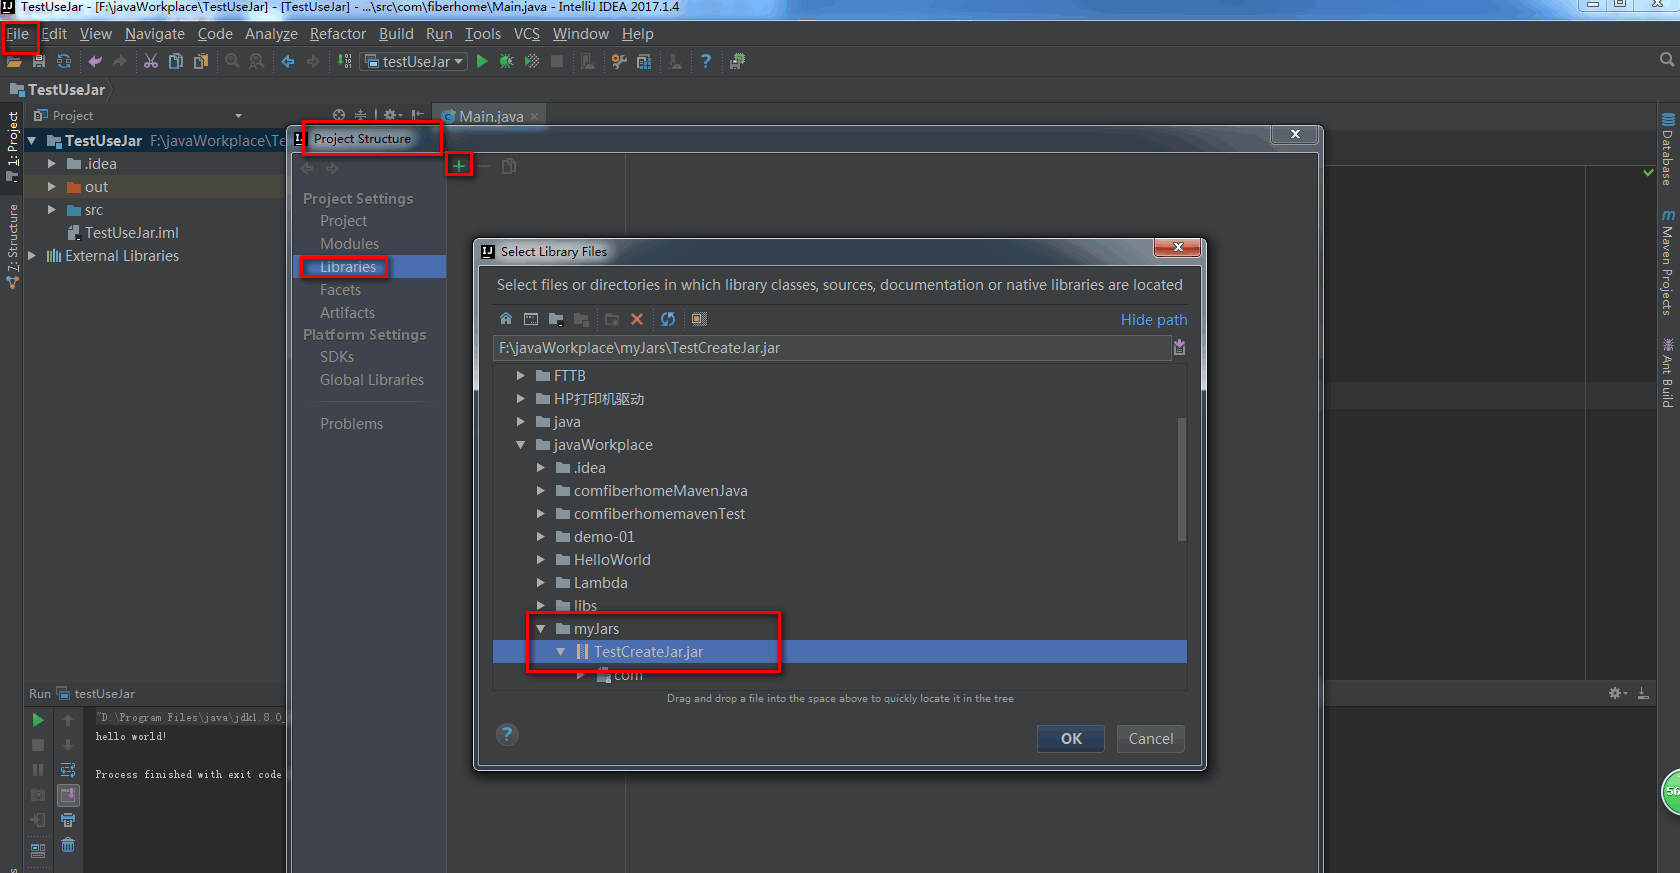 TestUseJar - [F:\javaWorkplace\TestUseJar] - [TestUseJar] - ...\src\com\fiberhome\Main.java - IntelliJ IDEA 2017.1.4
File Edit View Navigate Code Analyze Refactor Build Run Tools VCS Window Help
testUseJar
TestUseJar
Project
Main.java
1: Project
7: Structure
TestUseJar F:\javaWorkplace\Te
.idea
out
src
TestUseJar.iml
External Libraries
Project Structure
Project Settings
Project
Modules
Libraries
Facets
Artifacts
Platform Settings
SDKs
Global Libraries
Problems
Select Library Files
Select files or directories in which library classes, sources, documentation or native libraries are located
Hide path
F:\javaWorkplace\myJars\TestCreateJar.jar
FTTB
HP打印机驱动
java
javaWorkplace
.idea
comfiberhomeMavenJava
comfiberhomemavenTest
demo-01
HelloWorld
Lambda
libs
myJars
TestCreateJar.jar
com
Drag and drop a file into the space above to quickly locate it in the tree
OK
Cancel
Database
Maven Projects
Ant Build
Run testUseJar
"D:\Program Files\java\jdk1.8.0_
hello world!
Process finished with exit code
56